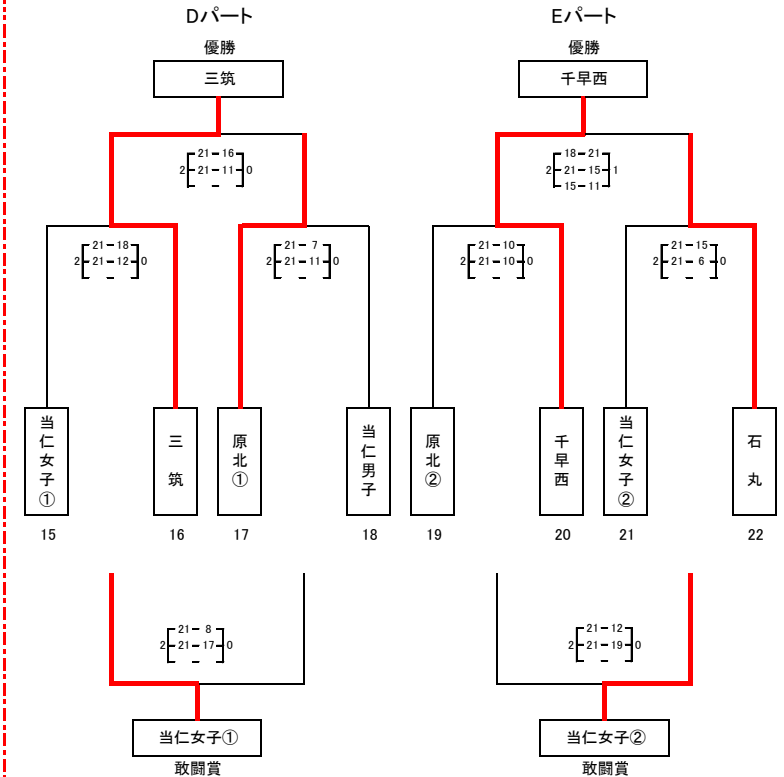 Dパート
Eパート
優勝
優勝
三筑
千早西
21－16
2 21－11 0
－
18－21
2 21－15 1
15－11
21－18
2 21－12 0
－
21－7
2 21－11 0
－
21－10
2 21－10 0
－
21－15
2 21－6 0
－
当仁女子①
三筑
原北①
当仁男子
原北②
千早西
当仁女子②
石丸
15
16
17
18
19
20
21
22
21－8
2 21－17 0
－
21－12
2 21－19 0
－
当仁女子①
当仁女子②
敢闘賞
敢闘賞